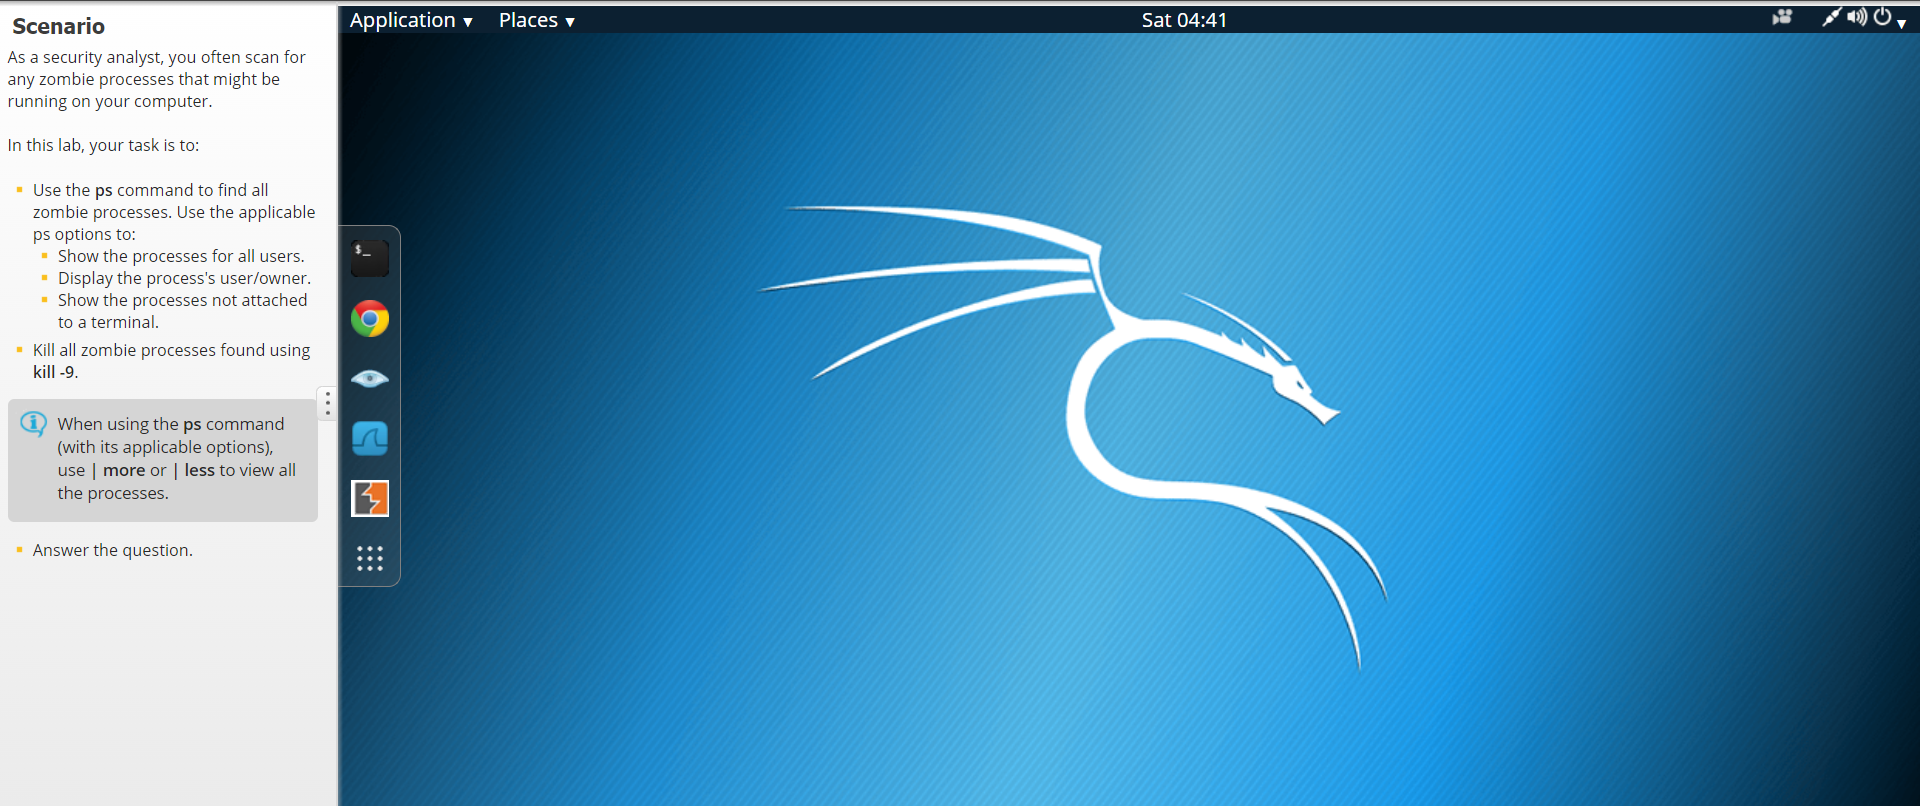 Scenario
As a security analyst, you often scan for
any zombie processes that might be
running on your computer.
In this lab, your task is to:
Use the ps command to find all
zombie processes. Use the applicable
ps options to:
Show the processes for all users.
Display the process's user/owner.
Show the processes not attached
to a terminal.
Kill all zombie processes found using
kill -9.
When using the ps command
(with its applicable options),
use | more or | less to view all
the processes.
Answer the question.
Application ▼ Places ▼ Sat 04:41
$_